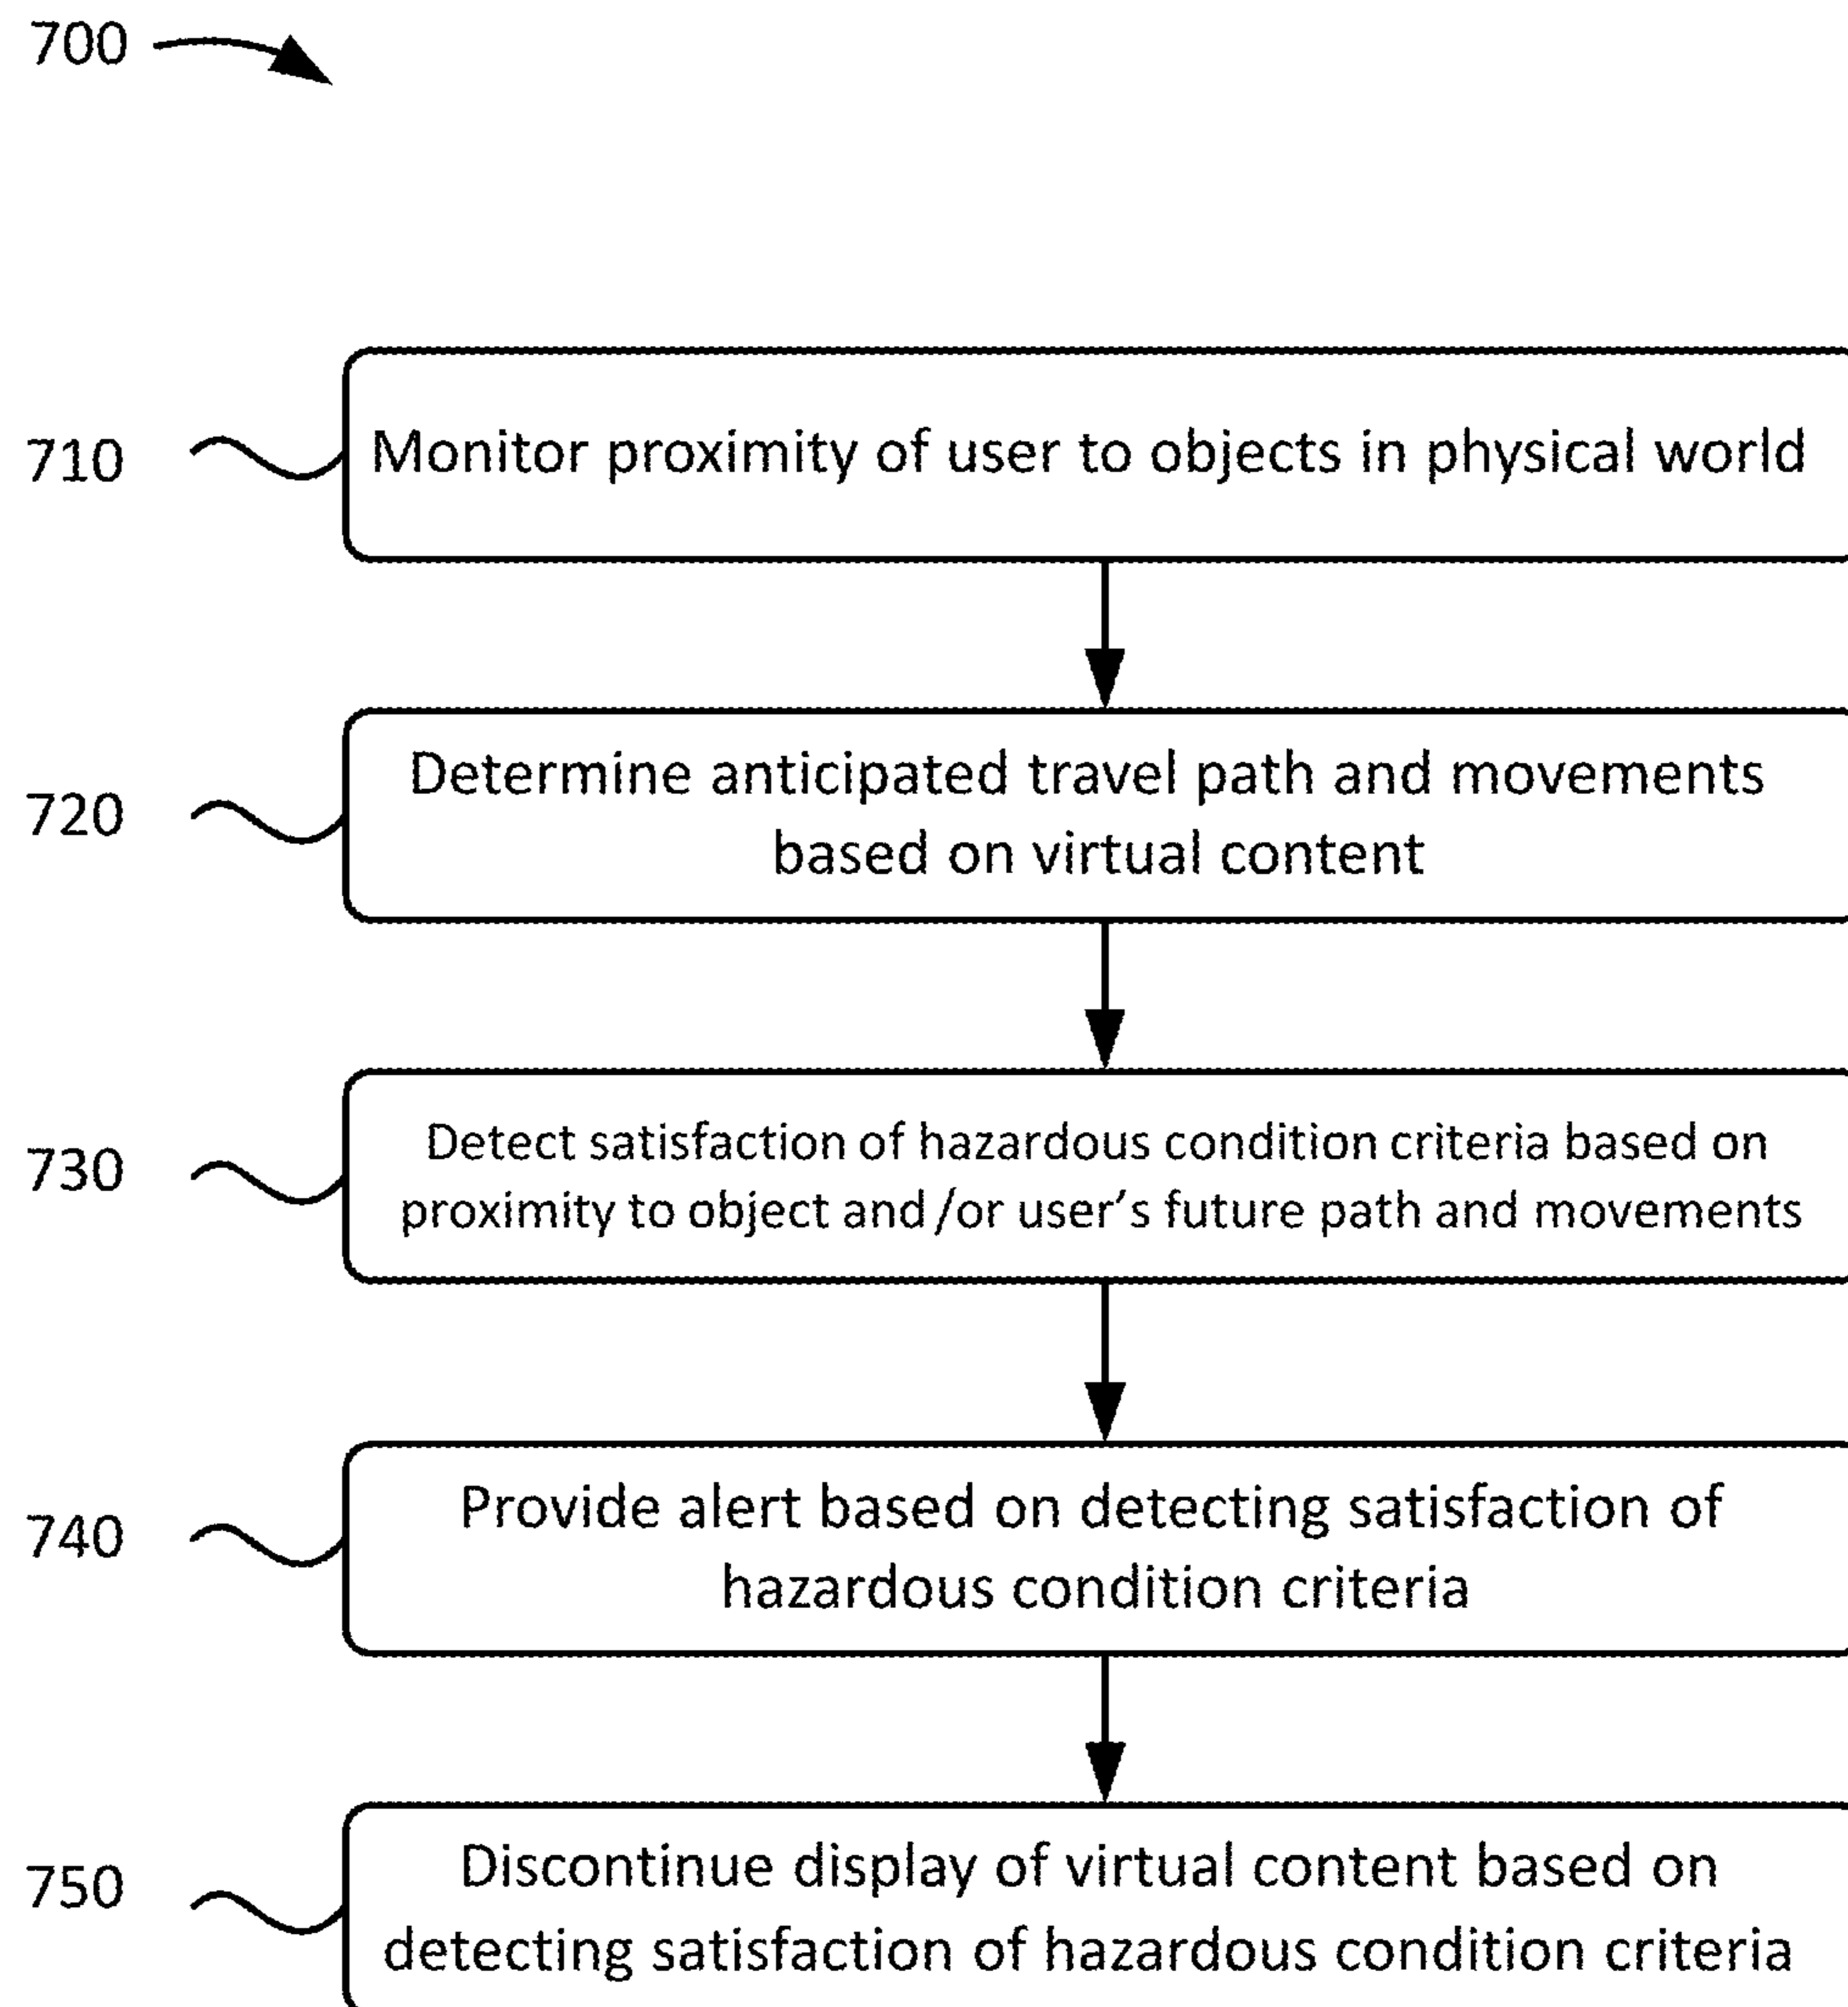 700
710
Monitor proximity of user to objects in physical world
720
Determine anticipated travel path and movements
based on virtual content
730
Detect satisfaction of hazardous condition criteria based on
proximity to object and/or user's future path and movements
740
Provide alert based on detecting satisfaction of
hazardous condition criteria
750
Discontinue display of virtual content based on
detecting satisfaction of hazardous condition criteria